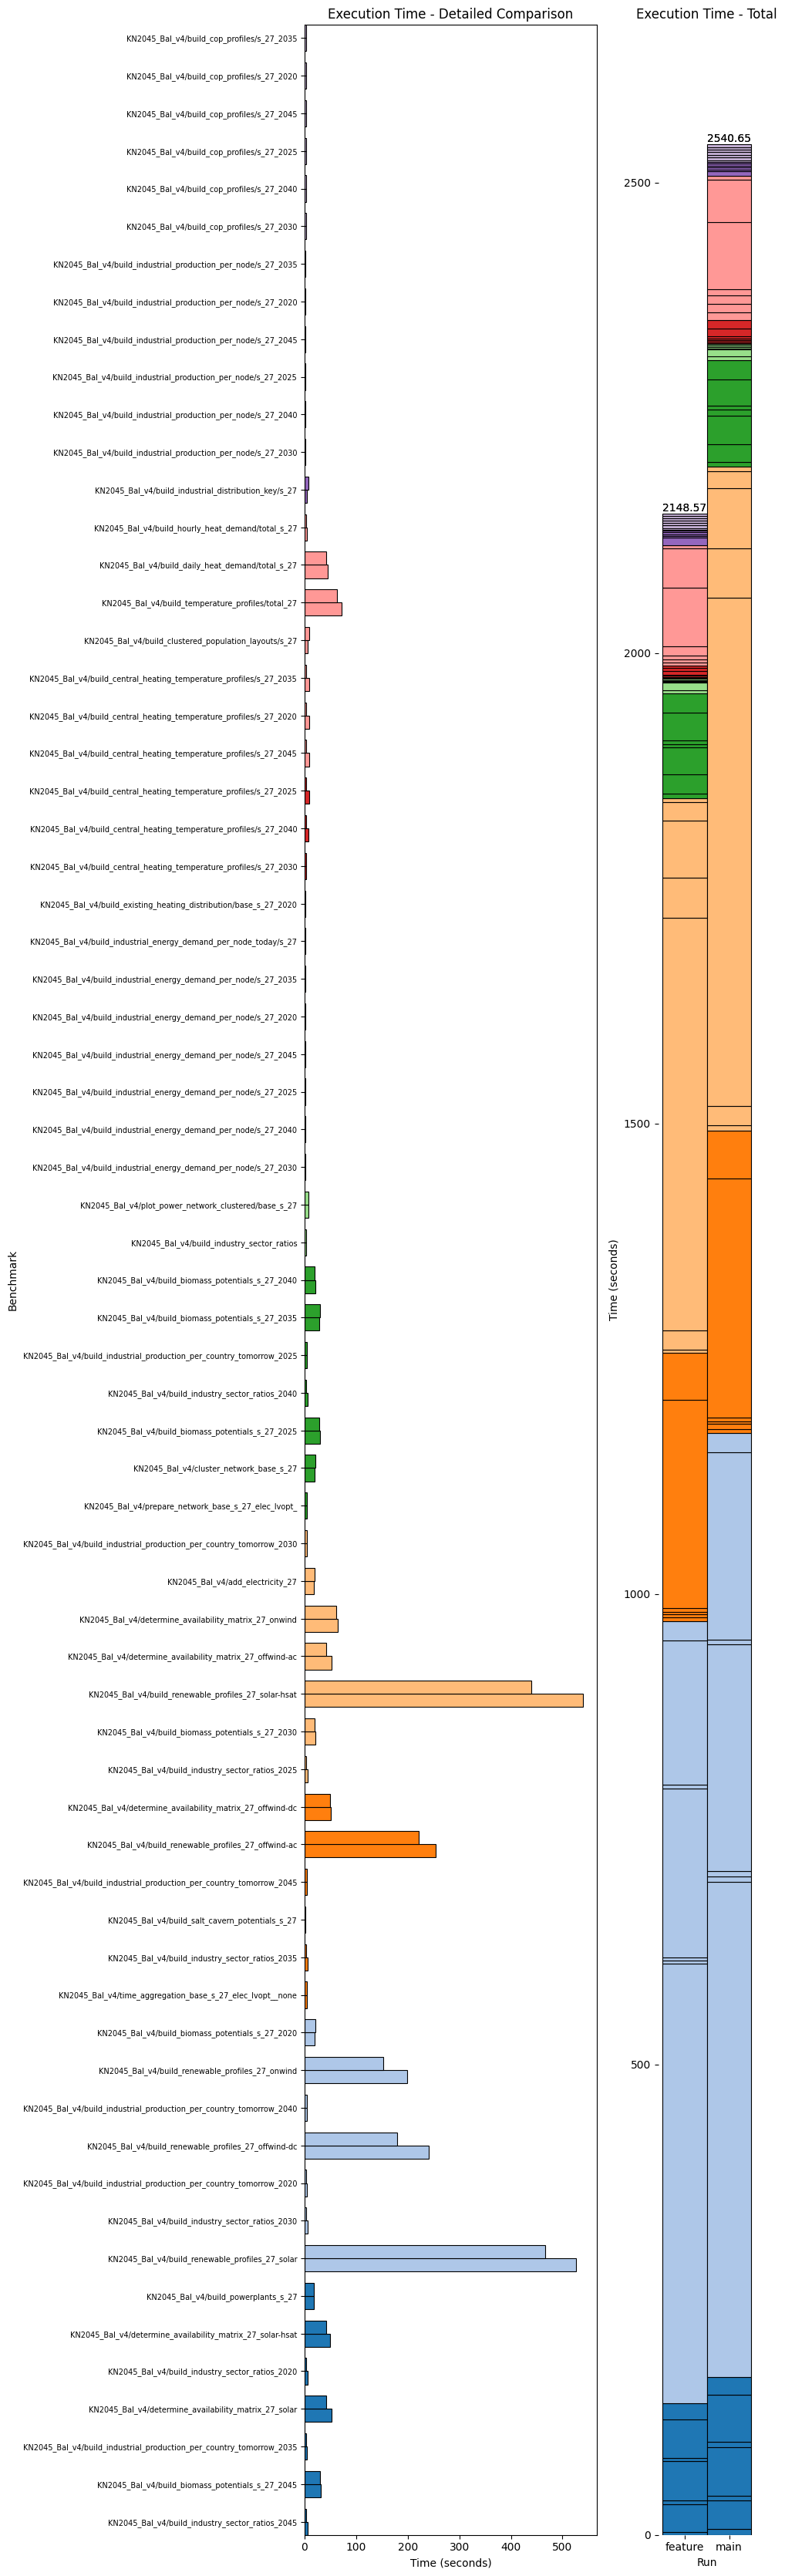 Execution Time - Detailed Comparison
Execution Time - Total
KN2045_Bal_v4/build_cop_profiles/s_27_2035
KN2045_Bal_v4/build_cop_profiles/s_27_2020
KN2045_Bal_v4/build_cop_profiles/s_27_2045
KN2045_Bal_v4/build_cop_profiles/s_27_2025
KN2045_Bal_v4/build_cop_profiles/s_27_2040
KN2045_Bal_v4/build_cop_profiles/s_27_2030
KN2045_Bal_v4/build_industrial_production_per_node/s_27_2035
KN2045_Bal_v4/build_industrial_production_per_node/s_27_2020
KN2045_Bal_v4/build_industrial_production_per_node/s_27_2045
KN2045_Bal_v4/build_industrial_production_per_node/s_27_2025
KN2045_Bal_v4/build_industrial_production_per_node/s_27_2040
KN2045_Bal_v4/build_industrial_production_per_node/s_27_2030
KN2045_Bal_v4/build_industrial_distribution_key/s_27
KN2045_Bal_v4/build_hourly_heat_demand/total_s_27
KN2045_Bal_v4/build_daily_heat_demand/total_s_27
KN2045_Bal_v4/build_temperature_profiles/total_27
KN2045_Bal_v4/build_clustered_population_layouts/s_27
KN2045_Bal_v4/build_central_heating_temperature_profiles/s_27_2035
KN2045_Bal_v4/build_central_heating_temperature_profiles/s_27_2020
KN2045_Bal_v4/build_central_heating_temperature_profiles/s_27_2045
KN2045_Bal_v4/build_central_heating_temperature_profiles/s_27_2025
KN2045_Bal_v4/build_central_heating_temperature_profiles/s_27_2040
KN2045_Bal_v4/build_central_heating_temperature_profiles/s_27_2030
KN2045_Bal_v4/build_existing_heating_distribution/base_s_27_2020
KN2045_Bal_v4/build_industrial_energy_demand_per_node_today/s_27
KN2045_Bal_v4/build_industrial_energy_demand_per_node/s_27_2035
KN2045_Bal_v4/build_industrial_energy_demand_per_node/s_27_2020
KN2045_Bal_v4/build_industrial_energy_demand_per_node/s_27_2045
KN2045_Bal_v4/build_industrial_energy_demand_per_node/s_27_2025
KN2045_Bal_v4/build_industrial_energy_demand_per_node/s_27_2040
KN2045_Bal_v4/build_industrial_energy_demand_per_node/s_27_2030
KN2045_Bal_v4/plot_power_network_clustered/base_s_27
KN2045_Bal_v4/build_industry_sector_ratios
KN2045_Bal_v4/build_biomass_potentials_s_27_2040
KN2045_Bal_v4/build_biomass_potentials_s_27_2035
KN2045_Bal_v4/build_industrial_production_per_country_tomorrow_2025
KN2045_Bal_v4/build_industry_sector_ratios_2040
KN2045_Bal_v4/build_biomass_potentials_s_27_2025
KN2045_Bal_v4/cluster_network_base_s_27
KN2045_Bal_v4/prepare_network_base_s_27_elec_lvopt_
KN2045_Bal_v4/build_industrial_production_per_country_tomorrow_2030
KN2045_Bal_v4/add_electricity_27
KN2045_Bal_v4/determine_availability_matrix_27_onwind
KN2045_Bal_v4/determine_availability_matrix_27_offwind-ac
KN2045_Bal_v4/build_renewable_profiles_27_solar-hsat
KN2045_Bal_v4/build_biomass_potentials_s_27_2030
KN2045_Bal_v4/build_industry_sector_ratios_2025
KN2045_Bal_v4/determine_availability_matrix_27_offwind-dc
KN2045_Bal_v4/build_renewable_profiles_27_offwind-ac
KN2045_Bal_v4/build_industrial_production_per_country_tomorrow_2045
KN2045_Bal_v4/build_salt_cavern_potentials_s_27
KN2045_Bal_v4/build_industry_sector_ratios_2035
KN2045_Bal_v4/time_aggregation_base_s_27_elec_lvopt__none
KN2045_Bal_v4/build_biomass_potentials_s_27_2020
KN2045_Bal_v4/build_renewable_profiles_27_onwind
KN2045_Bal_v4/build_industrial_production_per_country_tomorrow_2040
KN2045_Bal_v4/build_renewable_profiles_27_offwind-dc
KN2045_Bal_v4/build_industrial_production_per_country_tomorrow_2020
KN2045_Bal_v4/build_industry_sector_ratios_2030
KN2045_Bal_v4/build_renewable_profiles_27_solar
KN2045_Bal_v4/build_powerplants_s_27
KN2045_Bal_v4/determine_availability_matrix_27_solar-hsat
KN2045_Bal_v4/build_industry_sector_ratios_2020
KN2045_Bal_v4/determine_availability_matrix_27_solar
KN2045_Bal_v4/build_industrial_production_per_country_tomorrow_2035
KN2045_Bal_v4/build_biomass_potentials_s_27_2045
KN2045_Bal_v4/build_industry_sector_ratios_2045
Benchmark
0 100 200 300 400 500
Time (seconds)
2540.65
2148.57
2500
2000
1500
1000
500
0
Time (seconds)
feature main
Run